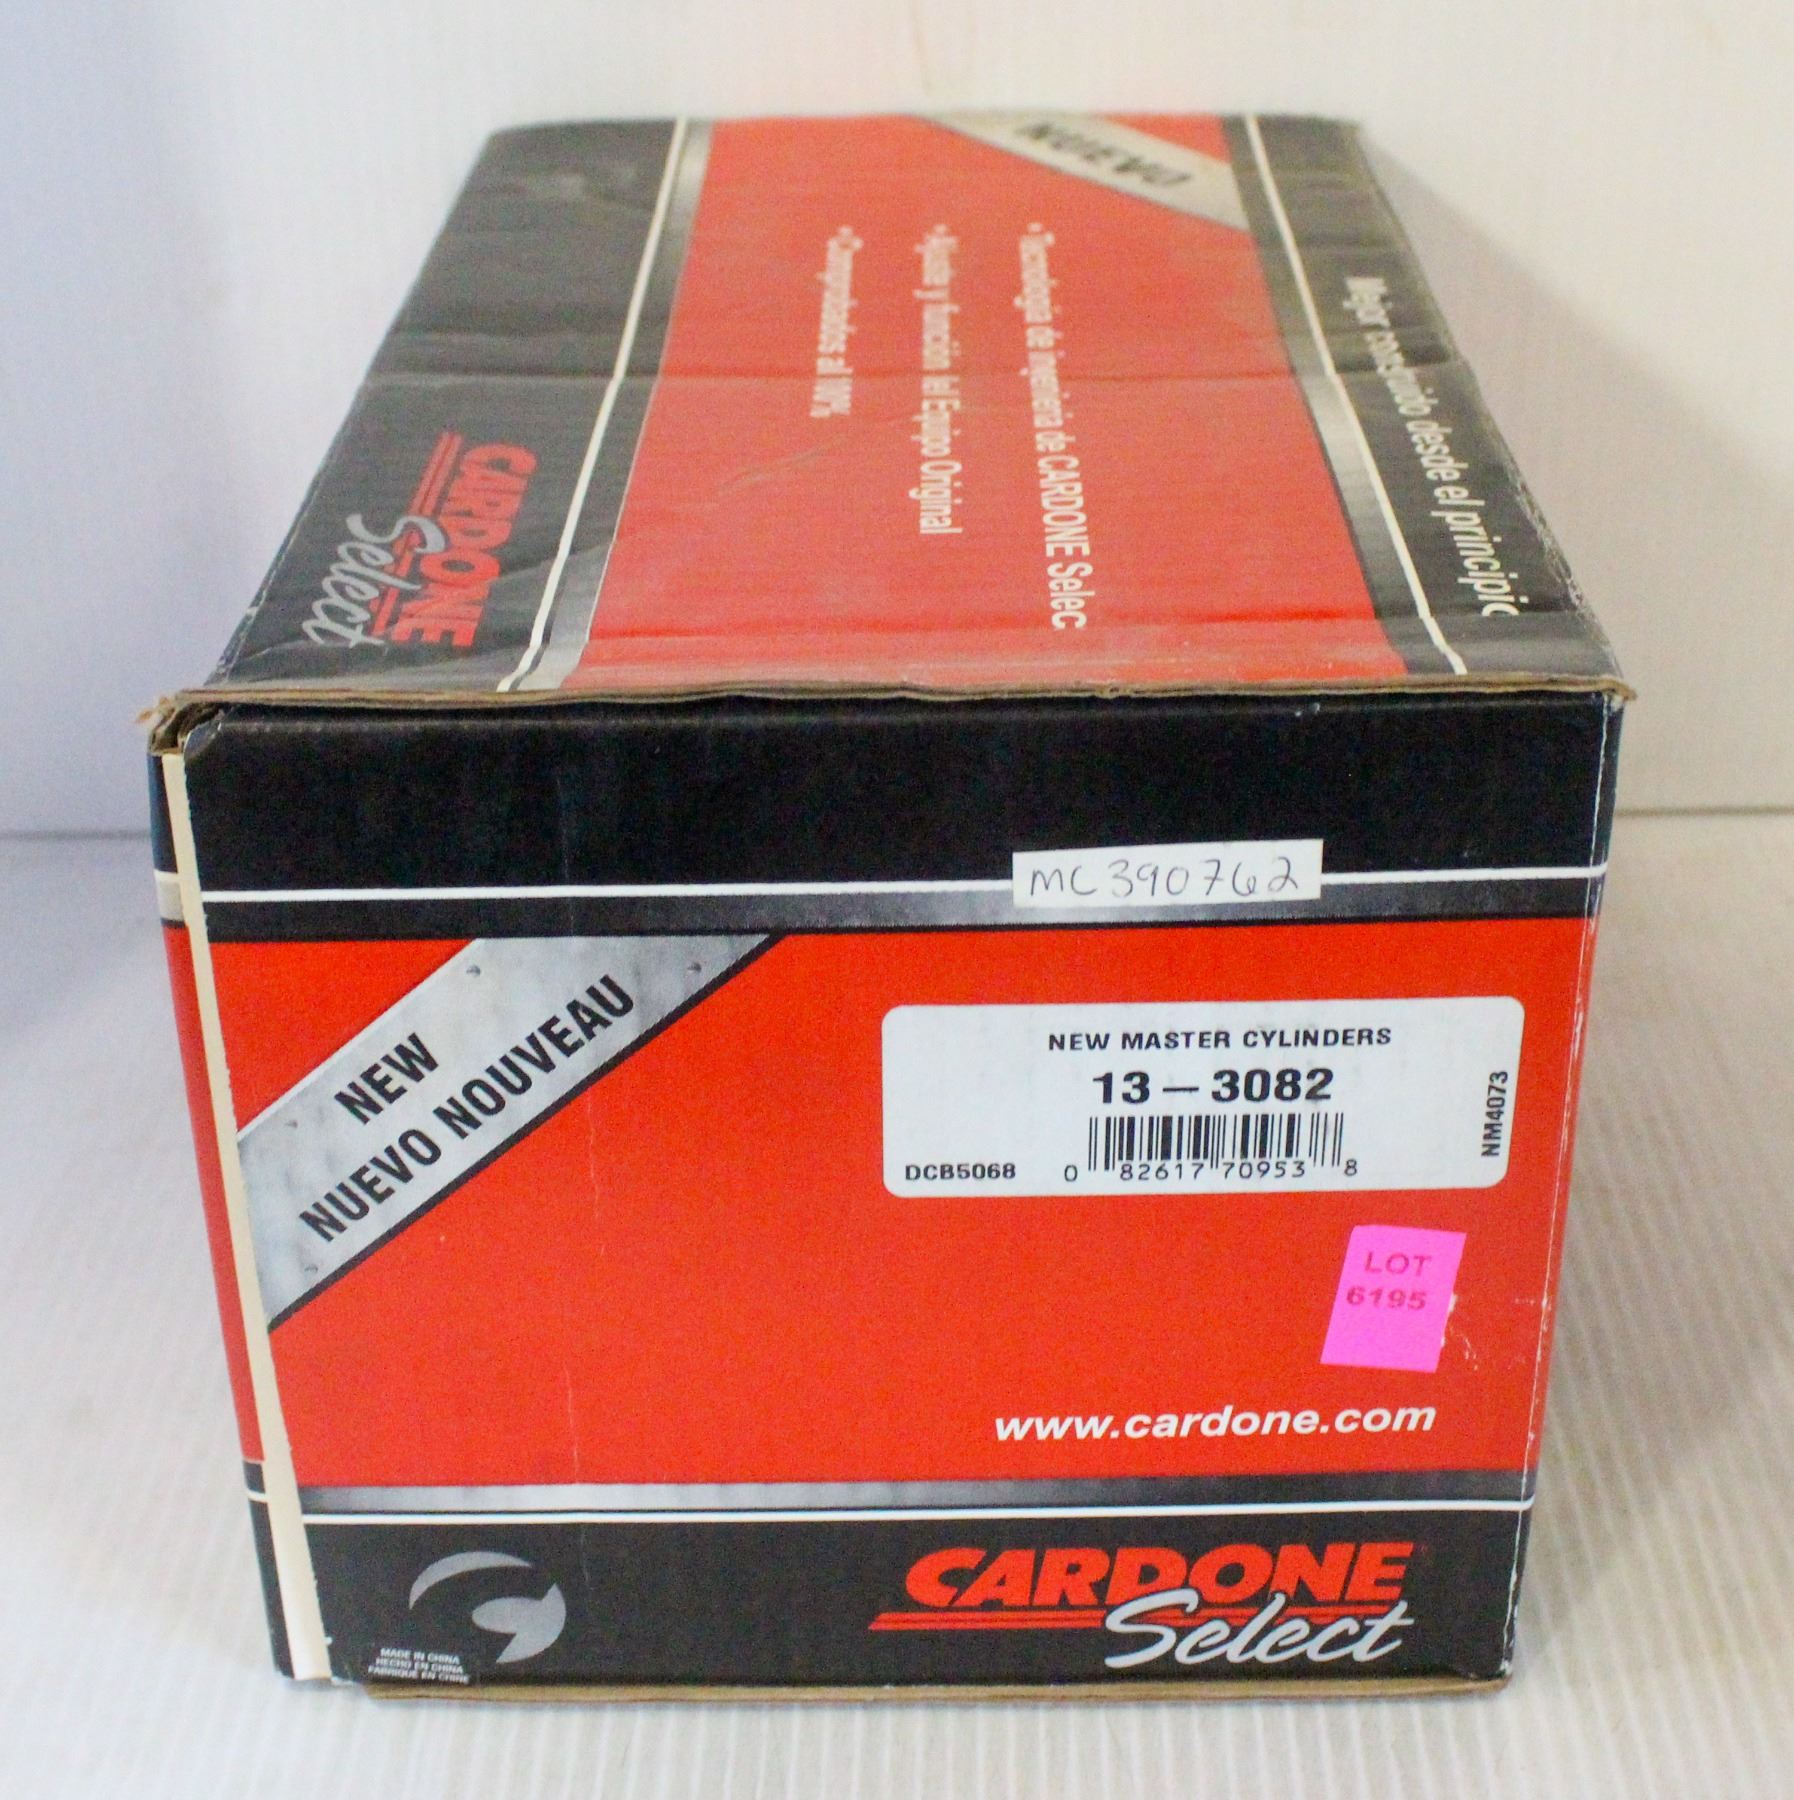 NUEVO
Mejor construido desde el principio
• Tecnología de ingeniería de CARDONE Selec
• Ajuste y función del Equipo Original
• Comprobados al 100%
CARDONE
Select
MC390762
NEW
NUEVO NOUVEAU
NEW MASTER CYLINDERS
13-3082
NM4073
DCB5068
0 82617 70953 8
LOT
6195
www.cardone.com
CARDONE
Select
MADE IN CHINA
HECHO EN CHINA
FABRIQUÉ EN CHINE